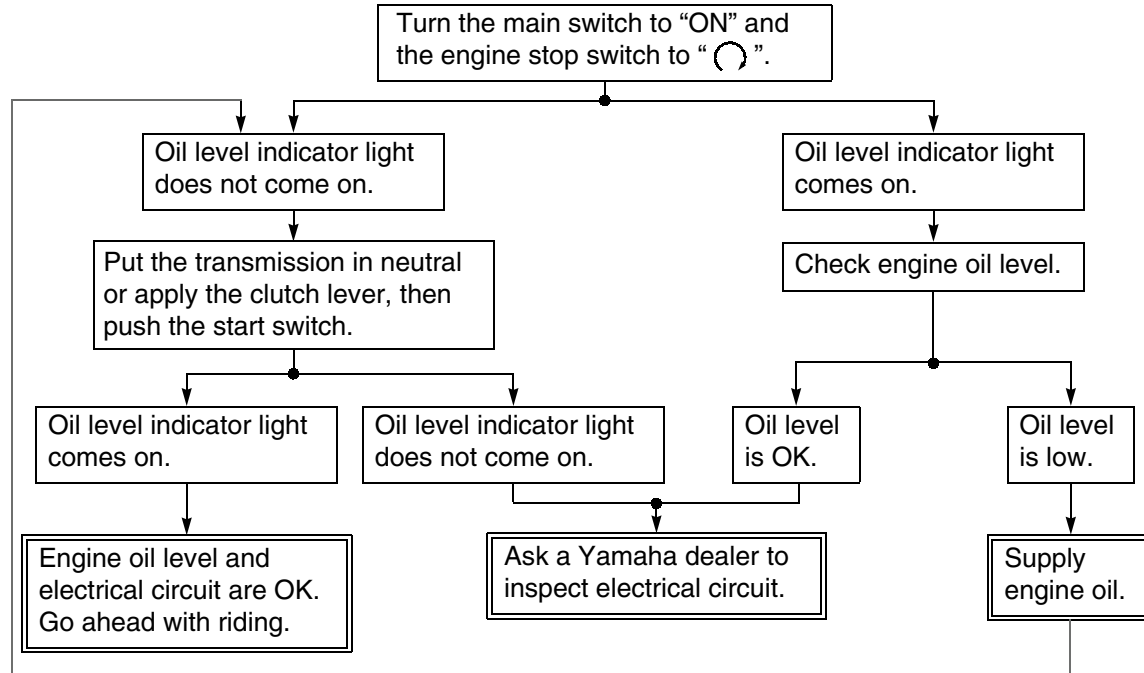 Turn the main switch to “ON” and
the engine stop switch to “ ”.
Oil level indicator light
does not come on.
Oil level indicator light
comes on.
Put the transmission in neutral
or apply the clutch lever, then
push the start switch.
Check engine oil level.
Oil level indicator light
comes on.
Oil level indicator light
does not come on.
Oil level
is OK.
Oil level
is low.
Engine oil level and
electrical circuit are OK.
Go ahead with riding.
Ask a Yamaha dealer to
inspect electrical circuit.
Supply
engine oil.